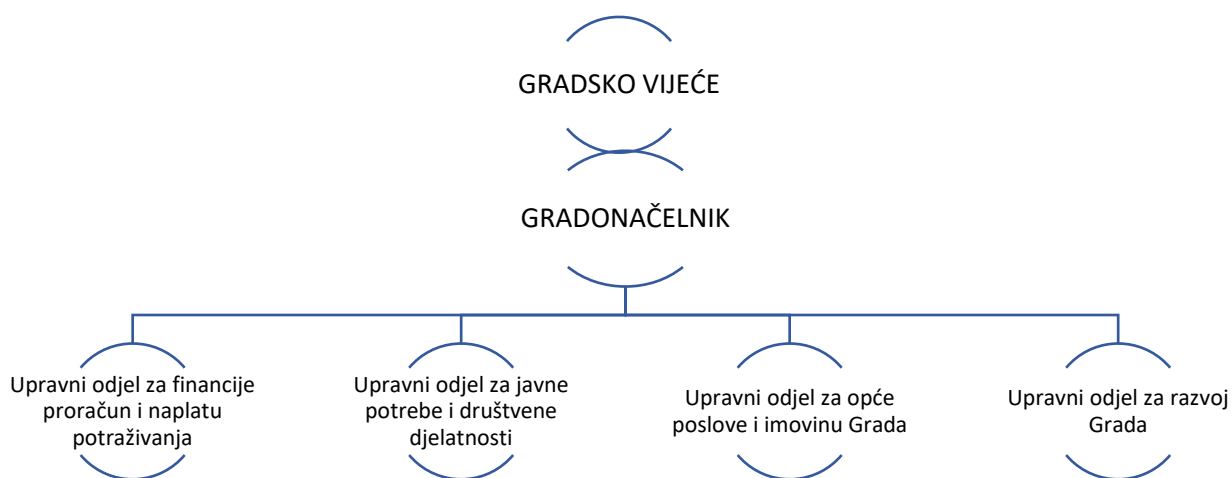 GRADSKO VIJEĆE
GRADONAČELNIK
Upravni odjel za financije
proračun i naplatu
potraživanja
Upravni odjel za javne
potrebe i društvene
djelatnosti
Upravni odjel za opće
poslove i imovinu Grada
Upravni odjel za razvoj
Grada